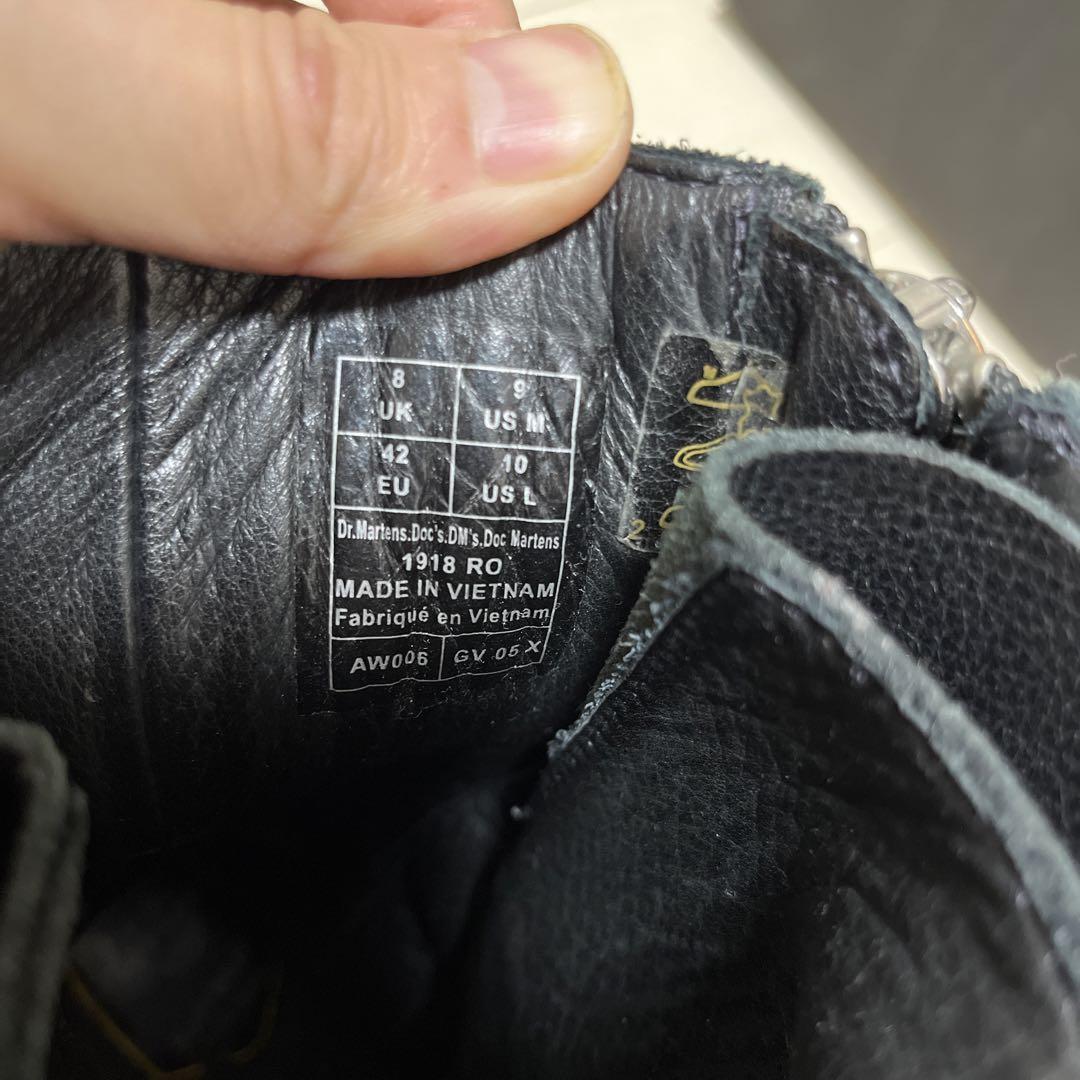 8 UK
9 US M
42 EU
10 US L
Dr.Martens.Doc's.DM's.Doc Martens
1918 RO
MADE IN VIETNAM
Fabriqué en Vietnam
AW006 GV 05 X
2